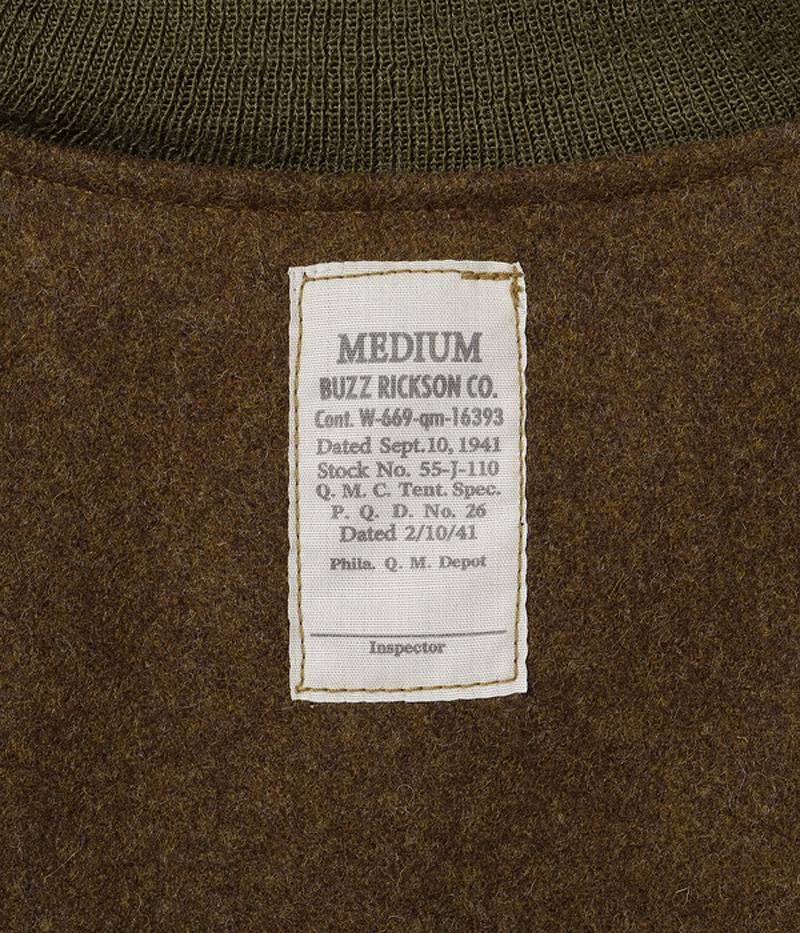 MEDIUM
BUZZ RICKSON CO.
Cont. W-669-qm-16393
Dated Sept.10, 1941
Stock No. 55-J-110
Q. M. C. Tent. Spec.
P. Q. D. No. 26
Dated 2/10/41
Phila. Q. M. Depot
Inspector